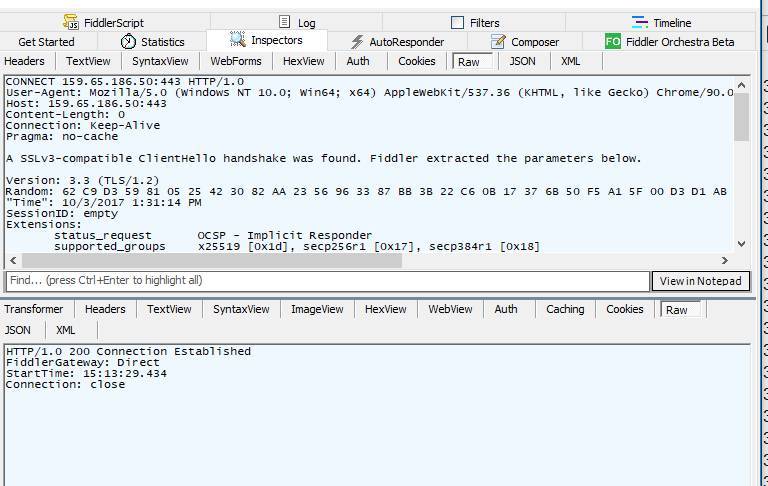 FiddlerScript Log Filters Timeline
Get Started Statistics Inspectors AutoResponder Composer FO Fiddler Orchestra Beta
Headers TextView SyntaxView WebForms HexView Auth Cookies Raw JSON XML
CONNECT 159.65.186.50:443 HTTP/1.0
User-Agent: Mozilla/5.0 (Windows NT 10.0; Win64; x64) AppleWebKit/537.36 (KHTML, like Gecko) Chrome/90.0
Host: 159.65.186.50:443
Content-Length: 0
Connection: Keep-Alive
Pragma: no-cache
A SSLv3-compatible ClientHello handshake was found. Fiddler extracted the parameters below.
Version: 3.3 (TLS/1.2)
Random: 62 C9 D3 59 81 05 25 42 30 82 AA 23 56 96 33 87 BB 3B 22 C6 0B 17 37 6B 50 F5 A1 5F 00 D3 D1 AB
"Time": 10/3/2017 1:31:14 PM
SessionID: empty
Extensions:
status_request OCSP - Implicit Responder
supported_groups x25519 [0x1d], secp256r1 [0x17], secp384r1 [0x18]
Find... (press Ctrl+Enter to highlight all) View in Notepad
Transformer Headers TextView SyntaxView ImageView HexView WebView Auth Caching Cookies Raw
JSON XML
HTTP/1.0 200 Connection Established
FiddlerGateway: Direct
StartTime: 15:13:29.434
Connection: close